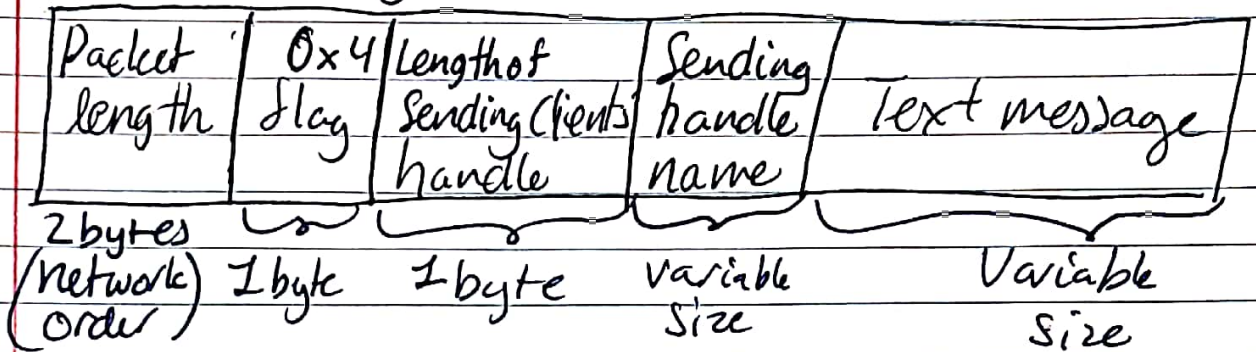 Packet length
0x4 flag
Length of Sending Clients handle
Sending handle name
Text message
2 bytes (network order)
1 byte
1 byte
variable size
Variable size